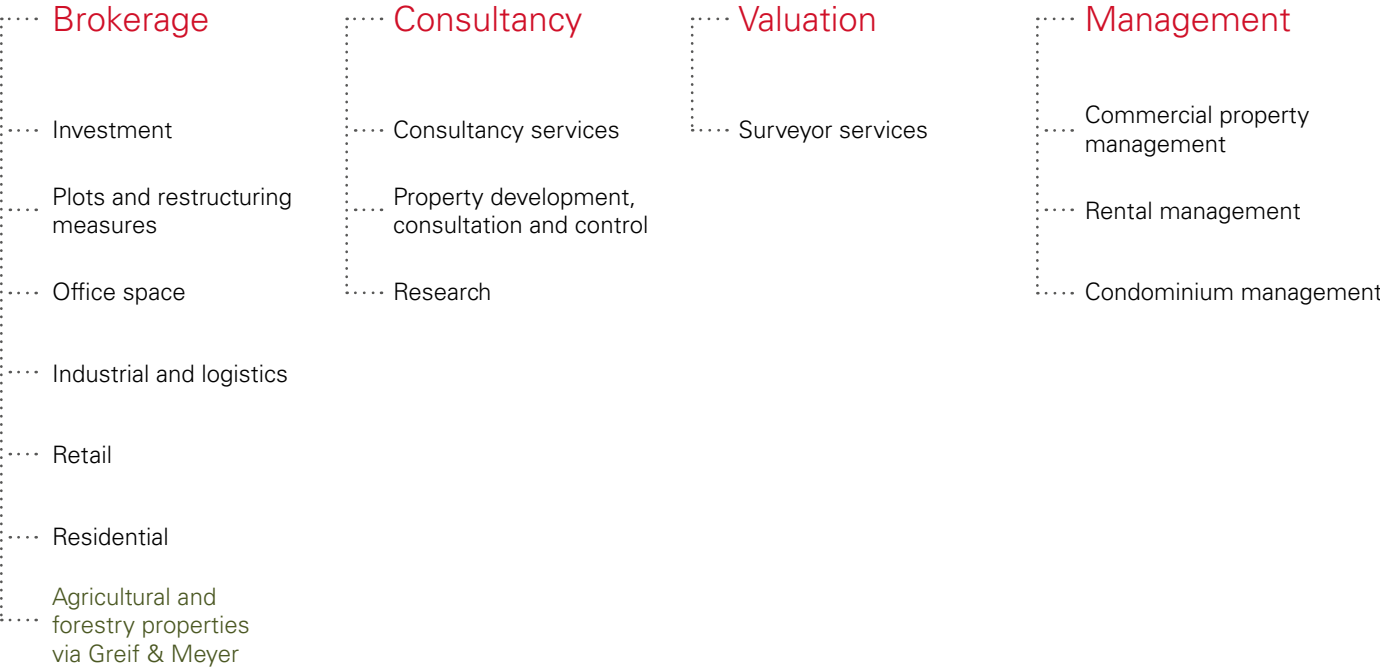 Brokerage
Investment
Plots and restructuring
measures
Office space
Industrial and logistics
Retail
Residential
Agricultural and
forestry properties
via Greif & Meyer
Consultancy
Consultancy services
Property development,
consultation and control
Research
Valuation
Surveyor services
Management
Commercial property
management
Rental management
Condominium management